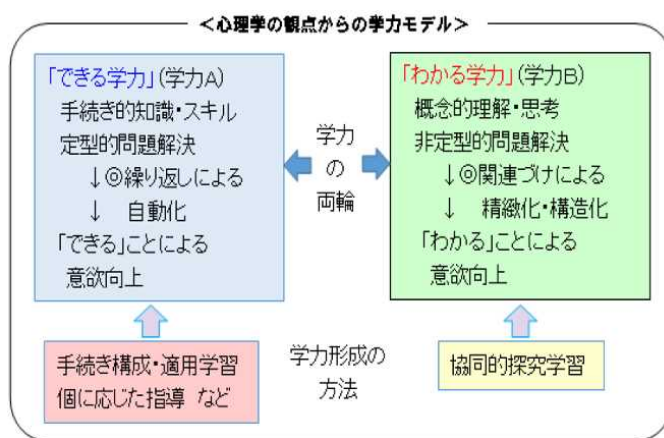 <心理学の観点からの学力モデル>
「できる学力」(学力A)
手続き的知識・スキル
定型的問題解決
↓◎繰り返しによる
↓ 自動化
「できる」ことによる
意欲向上
学力
の
両輪
「わかる学力」(学力B)
概念的理解・思考
非定型的問題解決
↓◎関連づけによる
↓ 精緻化・構造化
「わかる」ことによる
意欲向上
手続き構成・適用学習
個に応じた指導 など
学力形成の
方法
協同的探究学習